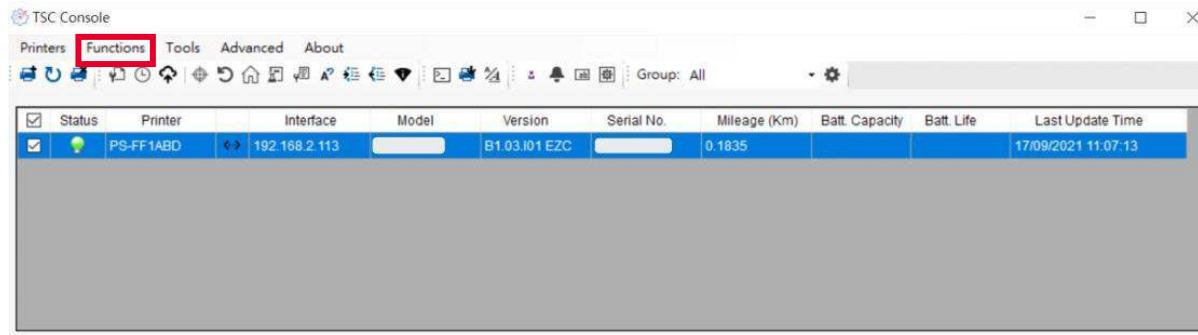 TSC Console
Printers Functions Tools Advanced About
Group: All
Status Printer Interface Model Version Serial No. Mileage (Km) Batt. Capacity Batt. Life Last Update Time
PS-FF1ABD 192.168.2.113 B1.03.I01 EZC 0.1835 17/09/2021 11:07:13